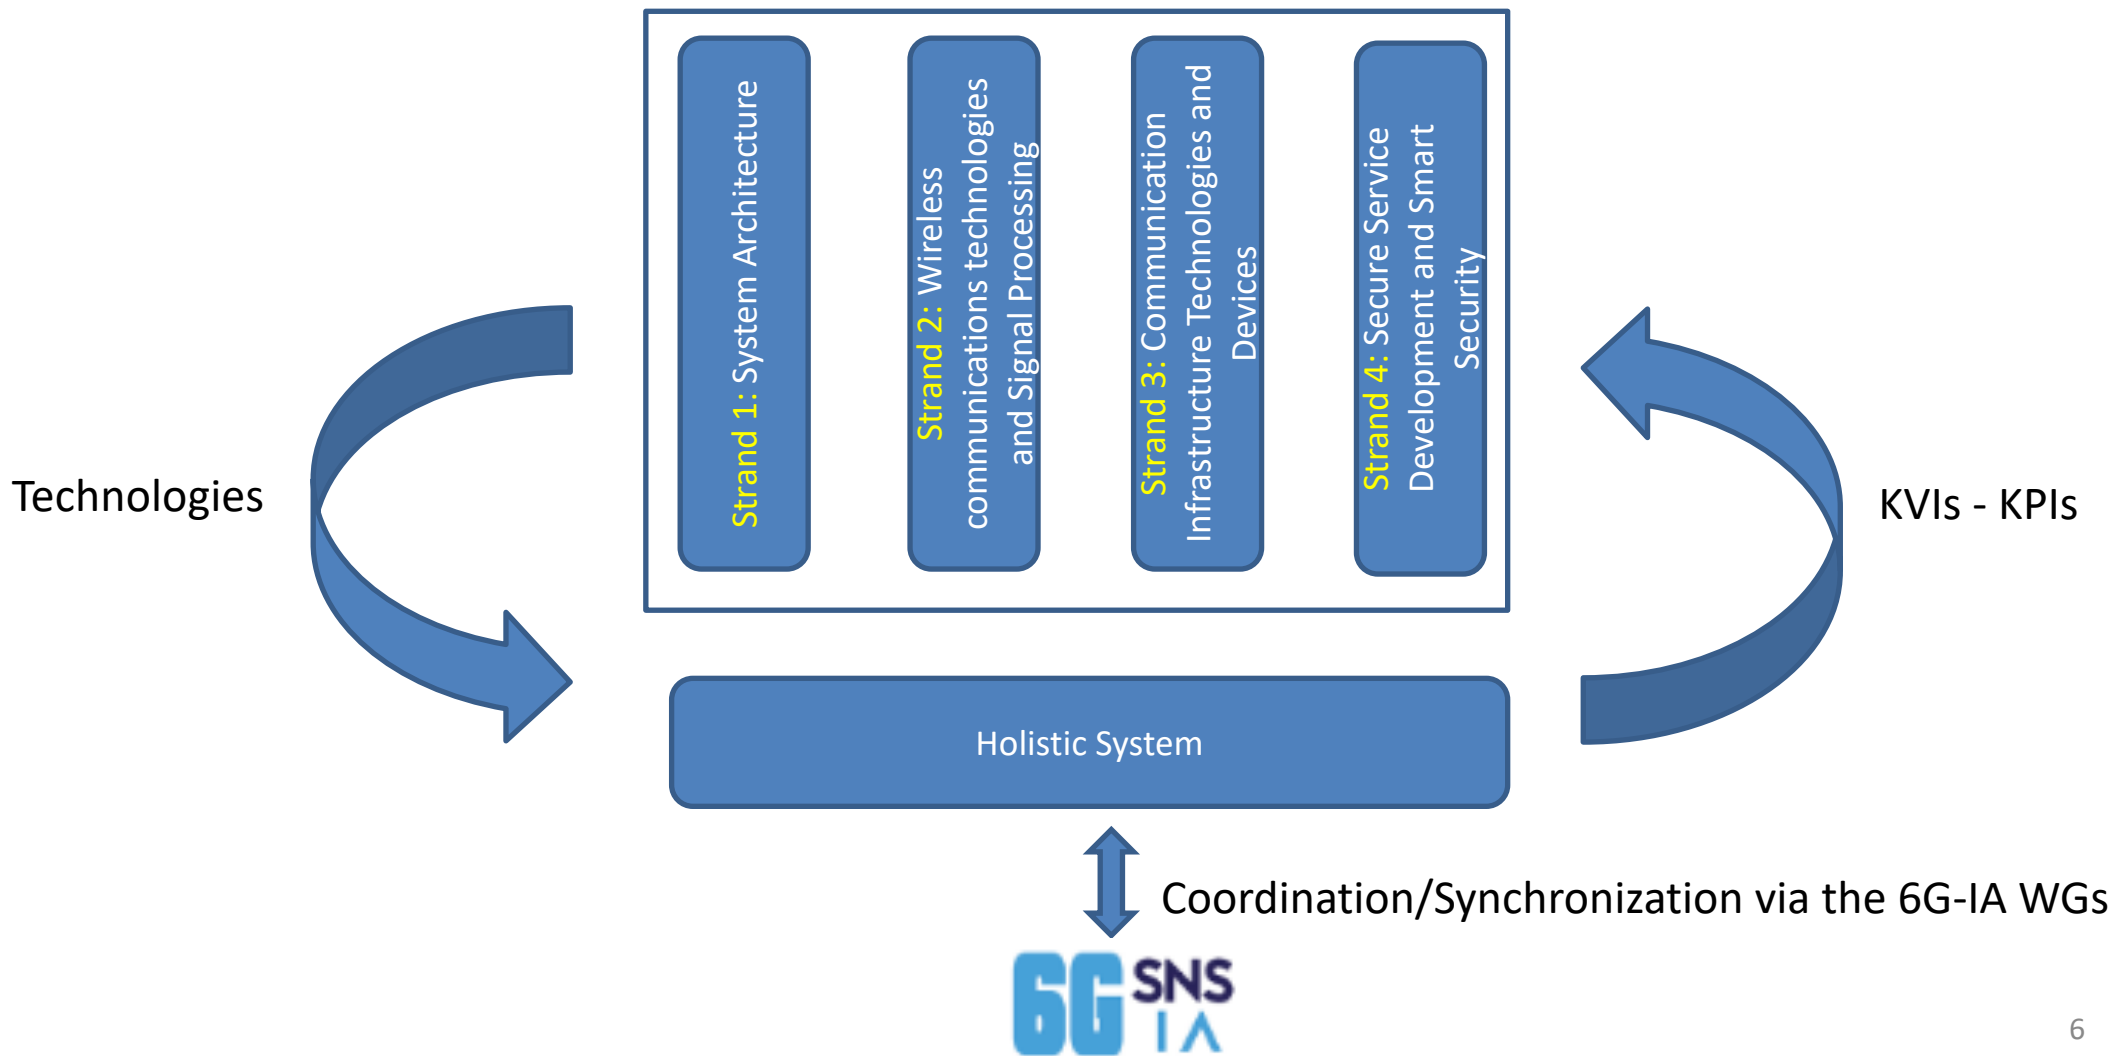 Strand 1: System Architecture
Strand 2: Wireless
communications technologies
and Signal Processing
Strand 3: Communication
Infrastructure Technologies and
Devices
Strand 4: Secure Service
Development and Smart
Security
Technologies
KVIs - KPIs
Holistic System
Coordination/Synchronization via the 6G-IA WGs
6G SNS
IA
6